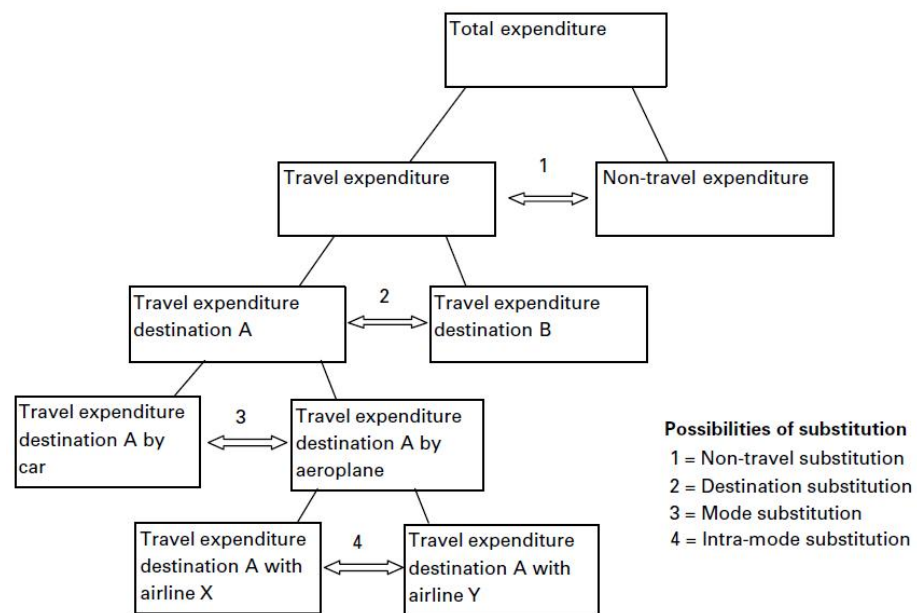 Total expenditure
Travel expenditure
1
Non-travel expenditure
Travel expenditure
destination A
2
Travel expenditure
destination B
Travel expenditure
destination A by
car
3
Travel expenditure
destination A by
aeroplane
Travel expenditure
destination A with
airline X
4
Travel expenditure
destination A with
airline Y
Possibilities of substitution
1 = Non-travel substitution
2 = Destination substitution
3 = Mode substitution
4 = Intra-mode substitution